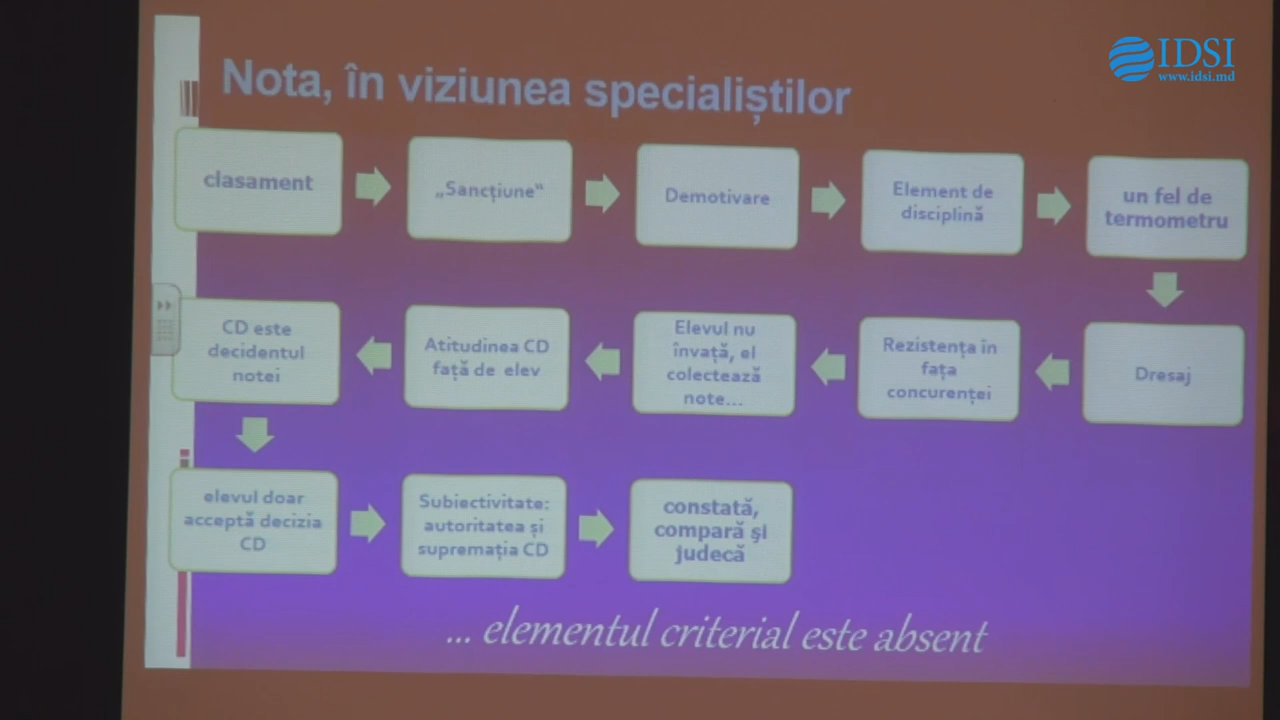 IDSI
www.idsi.md
Nota, în viziunea specialiștilor
clasament
„Sancțiune“
Demotivare
Element de
disciplină
un fel de
termometru
Dresaj
Rezistența în
fața
concurenței
Elevul nu
învață, el
colectează
note...
Atitudinea CD
față de elev
CD este
decidentul
notei
elevul doar
acceptă decizia
CD
Subiectivitate:
autoritatea și
supremația CD
constată,
compară şi
judecă
... elementul criterial este absent